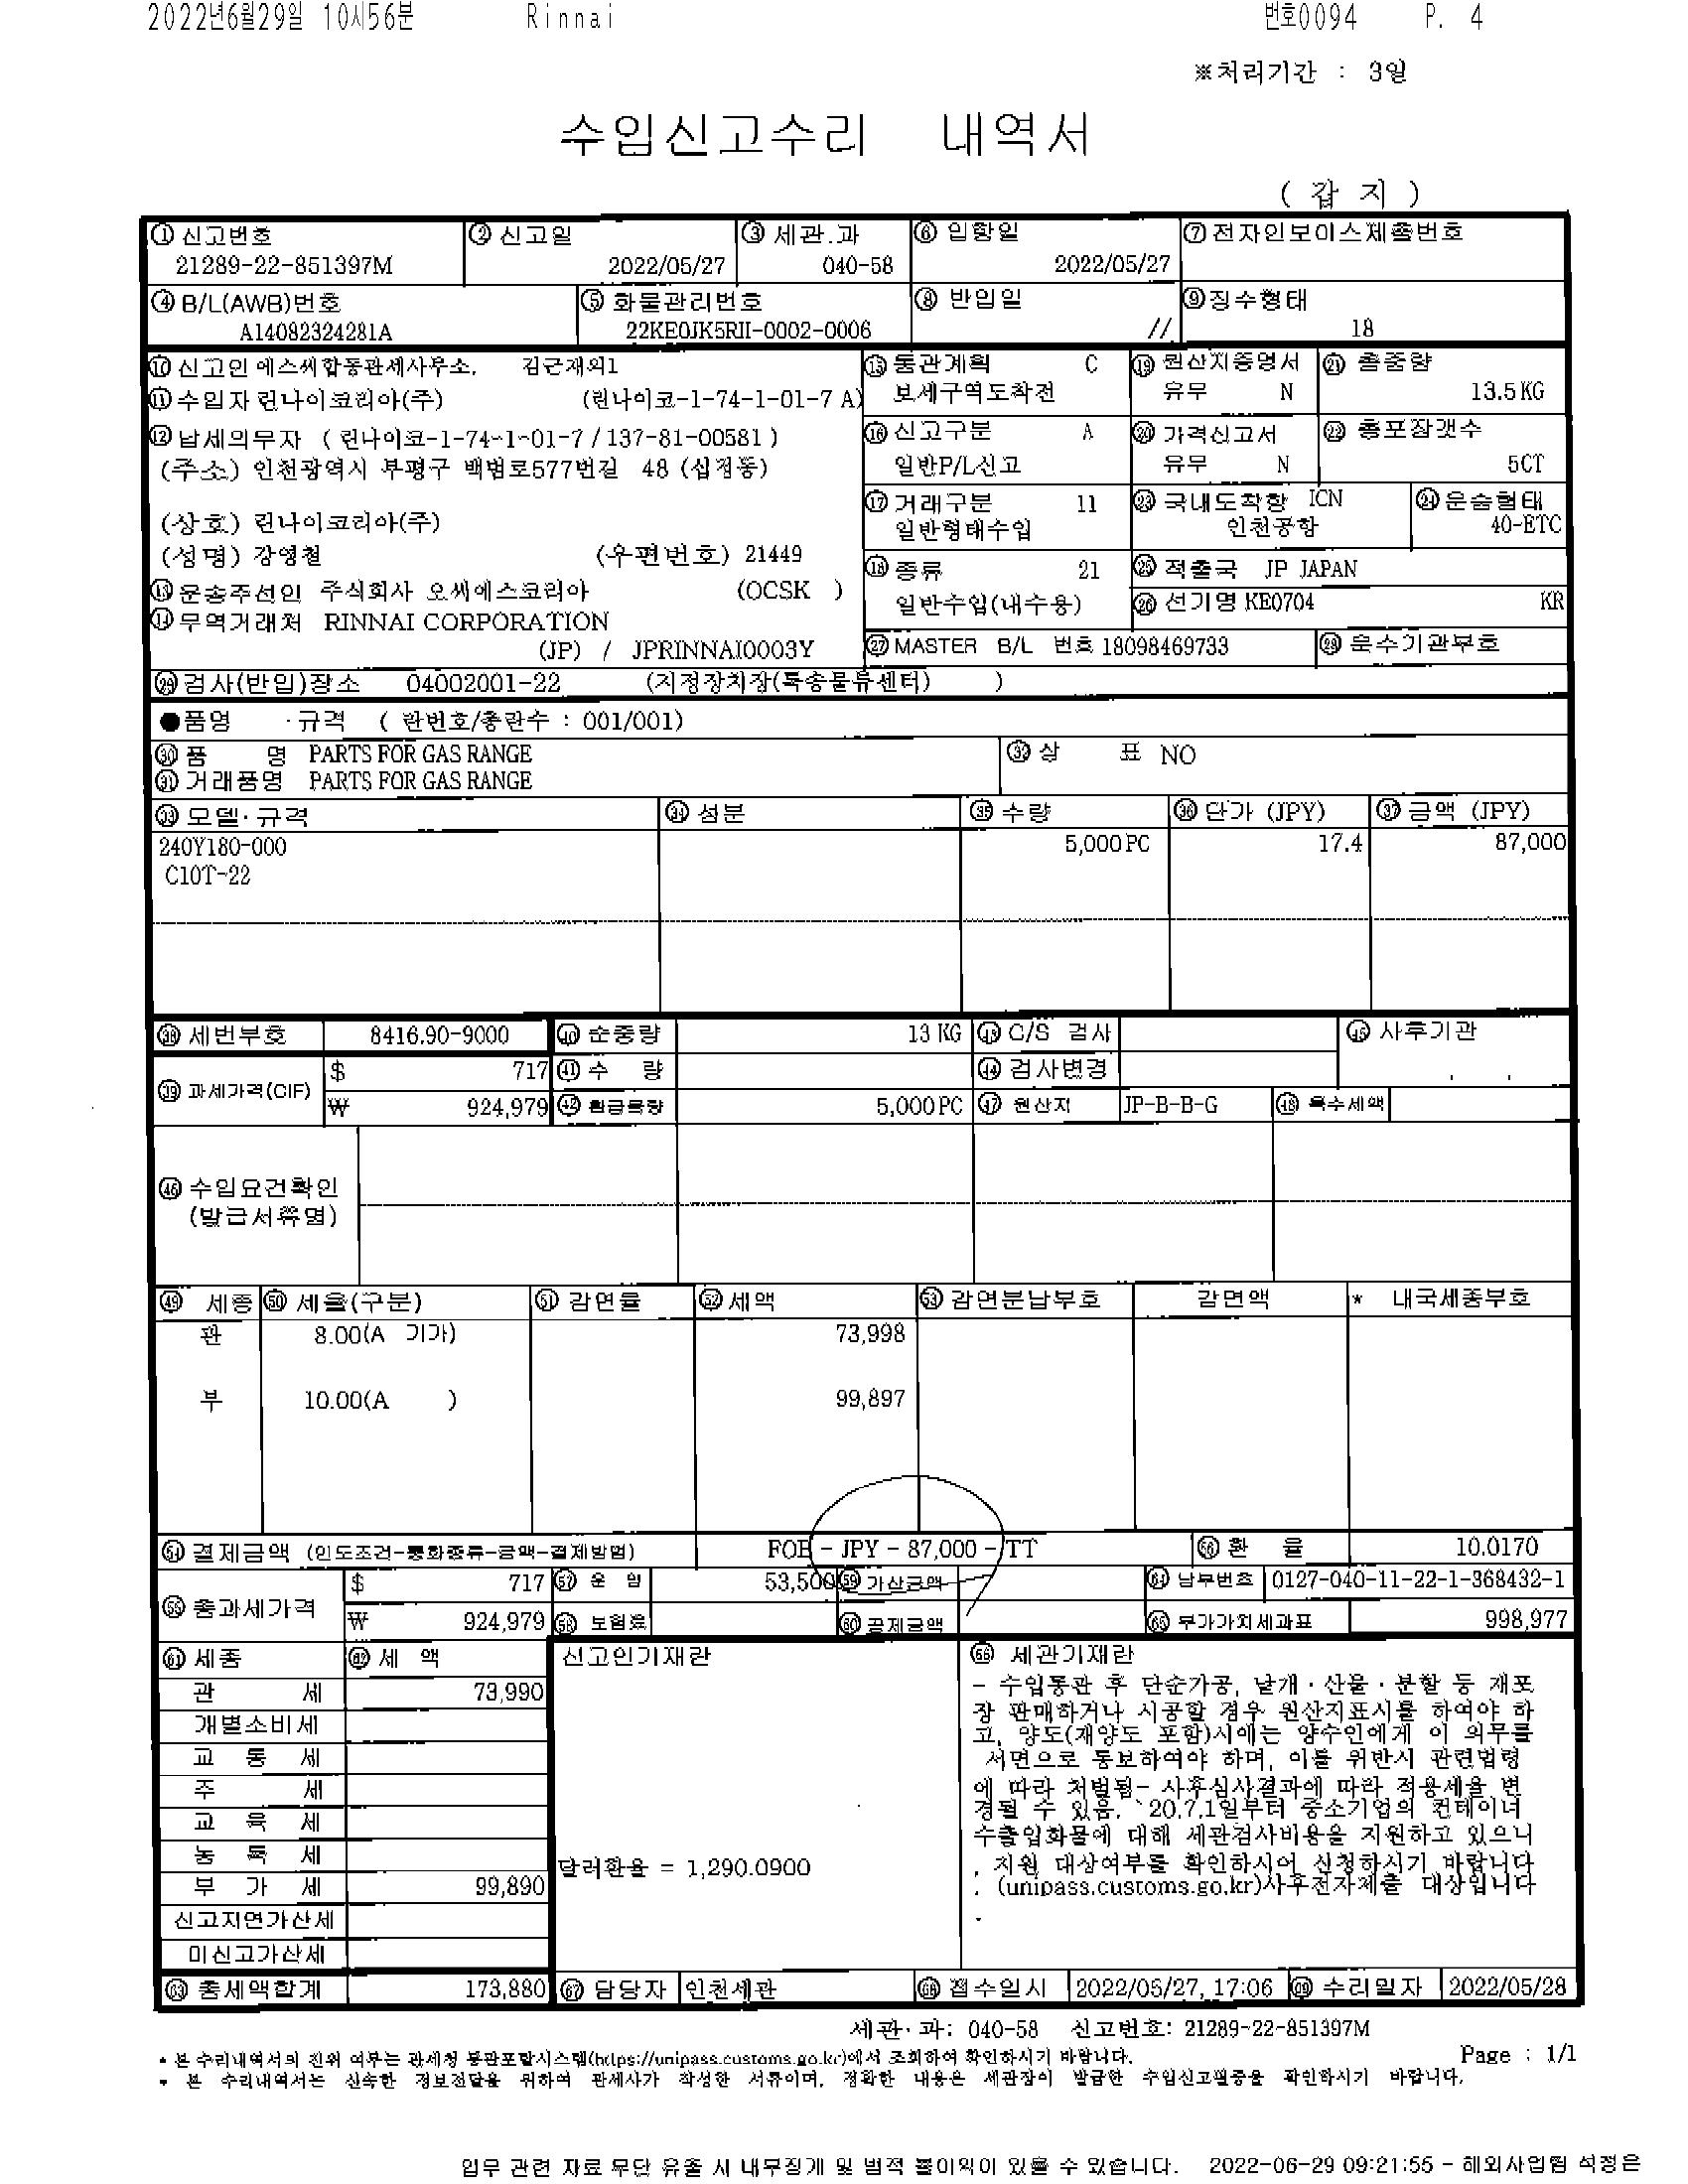 2022년6월29일 10시56분 Rinnai 번호0094 P. 4
※처리기간 : 3일
수입신고수리 내역서
( 갑 지 )
① 신고번호 ② 신고일 ③ 세관.과 ⑥ 입항일 ⑦ 전자인보이스제출번호
21289-22-851397M 2022/05/27 040-58 2022/05/27
④ B/L(AWB)번호 ⑤ 화물관리번호 ⑧ 반입일 ⑨ 징수형태
A14082324281A 22KE0JK5RII-0002-0006 // 18
⑩ 신고인 에스씨합동관세사무소, 김근재외1 ⑮ 통관계획 C ⑲ 원산지증명서 ㉑ 총중량
⑪ 수입자 린나이코리아(주) (린나이코-1-74-1-01-7 A) 보세구역도착전 유무 N 13.5 KG
⑫ 납세의무자 ( 린나이코-1-74-1-01-7 / 137-81-00581 ) ⑯ 신고구분 A ⑳ 가격신고서 ㉒ 총포장갯수
(주소) 인천광역시 부평구 백범로577번길 48 (십정동) 일반P/L신고 유무 N 5CT
⑰ 거래구분 11 ㉓ 국내도착항 ICN ㉔ 운송형태
(상호) 린나이코리아(주) 일반형태수입 인천공항 40-ETC
(성명) 강영철 (우편번호) 21449 ⑱ 종류 21 ㉕ 적출국 JP JAPAN
⑬ 운송주선인 주식회사 오씨에스코리아 (OCSK ) 일반수입(내수용) ㉖ 선기명 KE0704 KR
⑭ 무역거래처 RINNAI CORPORATION
(JP) / JPRINNAI0003Y ㉗ MASTER B/L 번호 18098469733 ㉘ 운수기관부호
㉙ 검사(반입)장소 04002001-22 (지정장치장(특송물류센터) )
●품명 ·규격 ( 란번호/총란수 : 001/001)
㉚ 품 명 PARTS FOR GAS RANGE ㉜ 상 표 NO
㉛ 거래품명 PARTS FOR GAS RANGE
㉝ 모델·규격 ㉞ 성분 ㉟ 수량 ㊱ 단가 (JPY) ㊲ 금액 (JPY)
240Y180-000 5,000 PC 17.4 87,000
C10T-22
㊳ 세번부호 8416.90-9000 ㊵ 순중량 13 KG ㊸ C/S 검사 ㊺ 사후기관
㊴ 과세가격(CIF) $ 717 ㊶ 수 량 ㊹ 검사변경 . .
₩ 924,979 ㊷ 환급물량 5,000 PC ㊼ 원산지 JP-B-B-G ㊽ 특수세액
㊻ 수입요건확인
(발급서류명)
㊾ 세종 ㊿ 세율(구분) 51 감면율 52 세액 53 감면분납부호 감면액 * 내국세종부호
관 8.00(A 기가) 73,998
부 10.00(A ) 99,897
54 결제금액 (인도조건-통화종류-금액-결제방법) FOB - JPY - 87,000 - TT 56 환 율 10.0170
55 총과세가격 $ 717 57 운 임 53,500 59 가산금액 64 납부번호 0127-040-11-22-1-368432-1
₩ 924,979 58 보험료 60 공제금액 65 부가가치세과표 998,977
61 세종 62 세 액 신고인기재란 66 세관기재란
관 세 73,990
개별소비세
교 통 세
주 세
교 육 세
농 특 세
부 가 세 99,890
신고지연가산세
미신고가산세
달러환율 = 1,290.0900
- 수입통관 후 단순가공, 낱개·산물·분할 등 재포
장 판매하거나 시공할 경우 원산지표시를 하여야 하
고, 양도(재양도 포함)시에는 양수인에게 이 의무를
서면으로 통보하여야 하며, 이를 위반시 관련법령
에 따라 처벌됨- 사후심사결과에 따라 적용세율 변
경될 수 있음. `20.7.1일부터 중소기업의 컨테이너
수출입화물에 대해 세관검사비용을 지원하고 있으니
, 지원 대상여부를 확인하시어 신청하시기 바랍니다
. (unipass.customs.go.kr)사후전자제출 대상입니다
.
63 총세액합계 173,880 67 담당자 인천세관 68 접수일시 2022/05/27, 17:06 69 수리일자 2022/05/28
세관·과: 040-58 신고번호: 21289-22-851397M
* 본 수리내역서의 진위 여부는 관세청 통관포탈시스템(https://unipass.customs.go.kr)에서 조회하여 확인하시기 바랍니다. Page : 1/1
* 본 수리내역서는 신속한 정보전달을 위하여 관세사가 작성한 서류이며, 정확한 내용은 세관장이 발급한 수입신고필증을 확인하시기 바랍니다.
업무 관련 자료 무단 유출 시 내부징계 및 법적 불이익이 있을 수 있습니다. 2022-06-29 09:21:55 - 해외사업팀 석정은